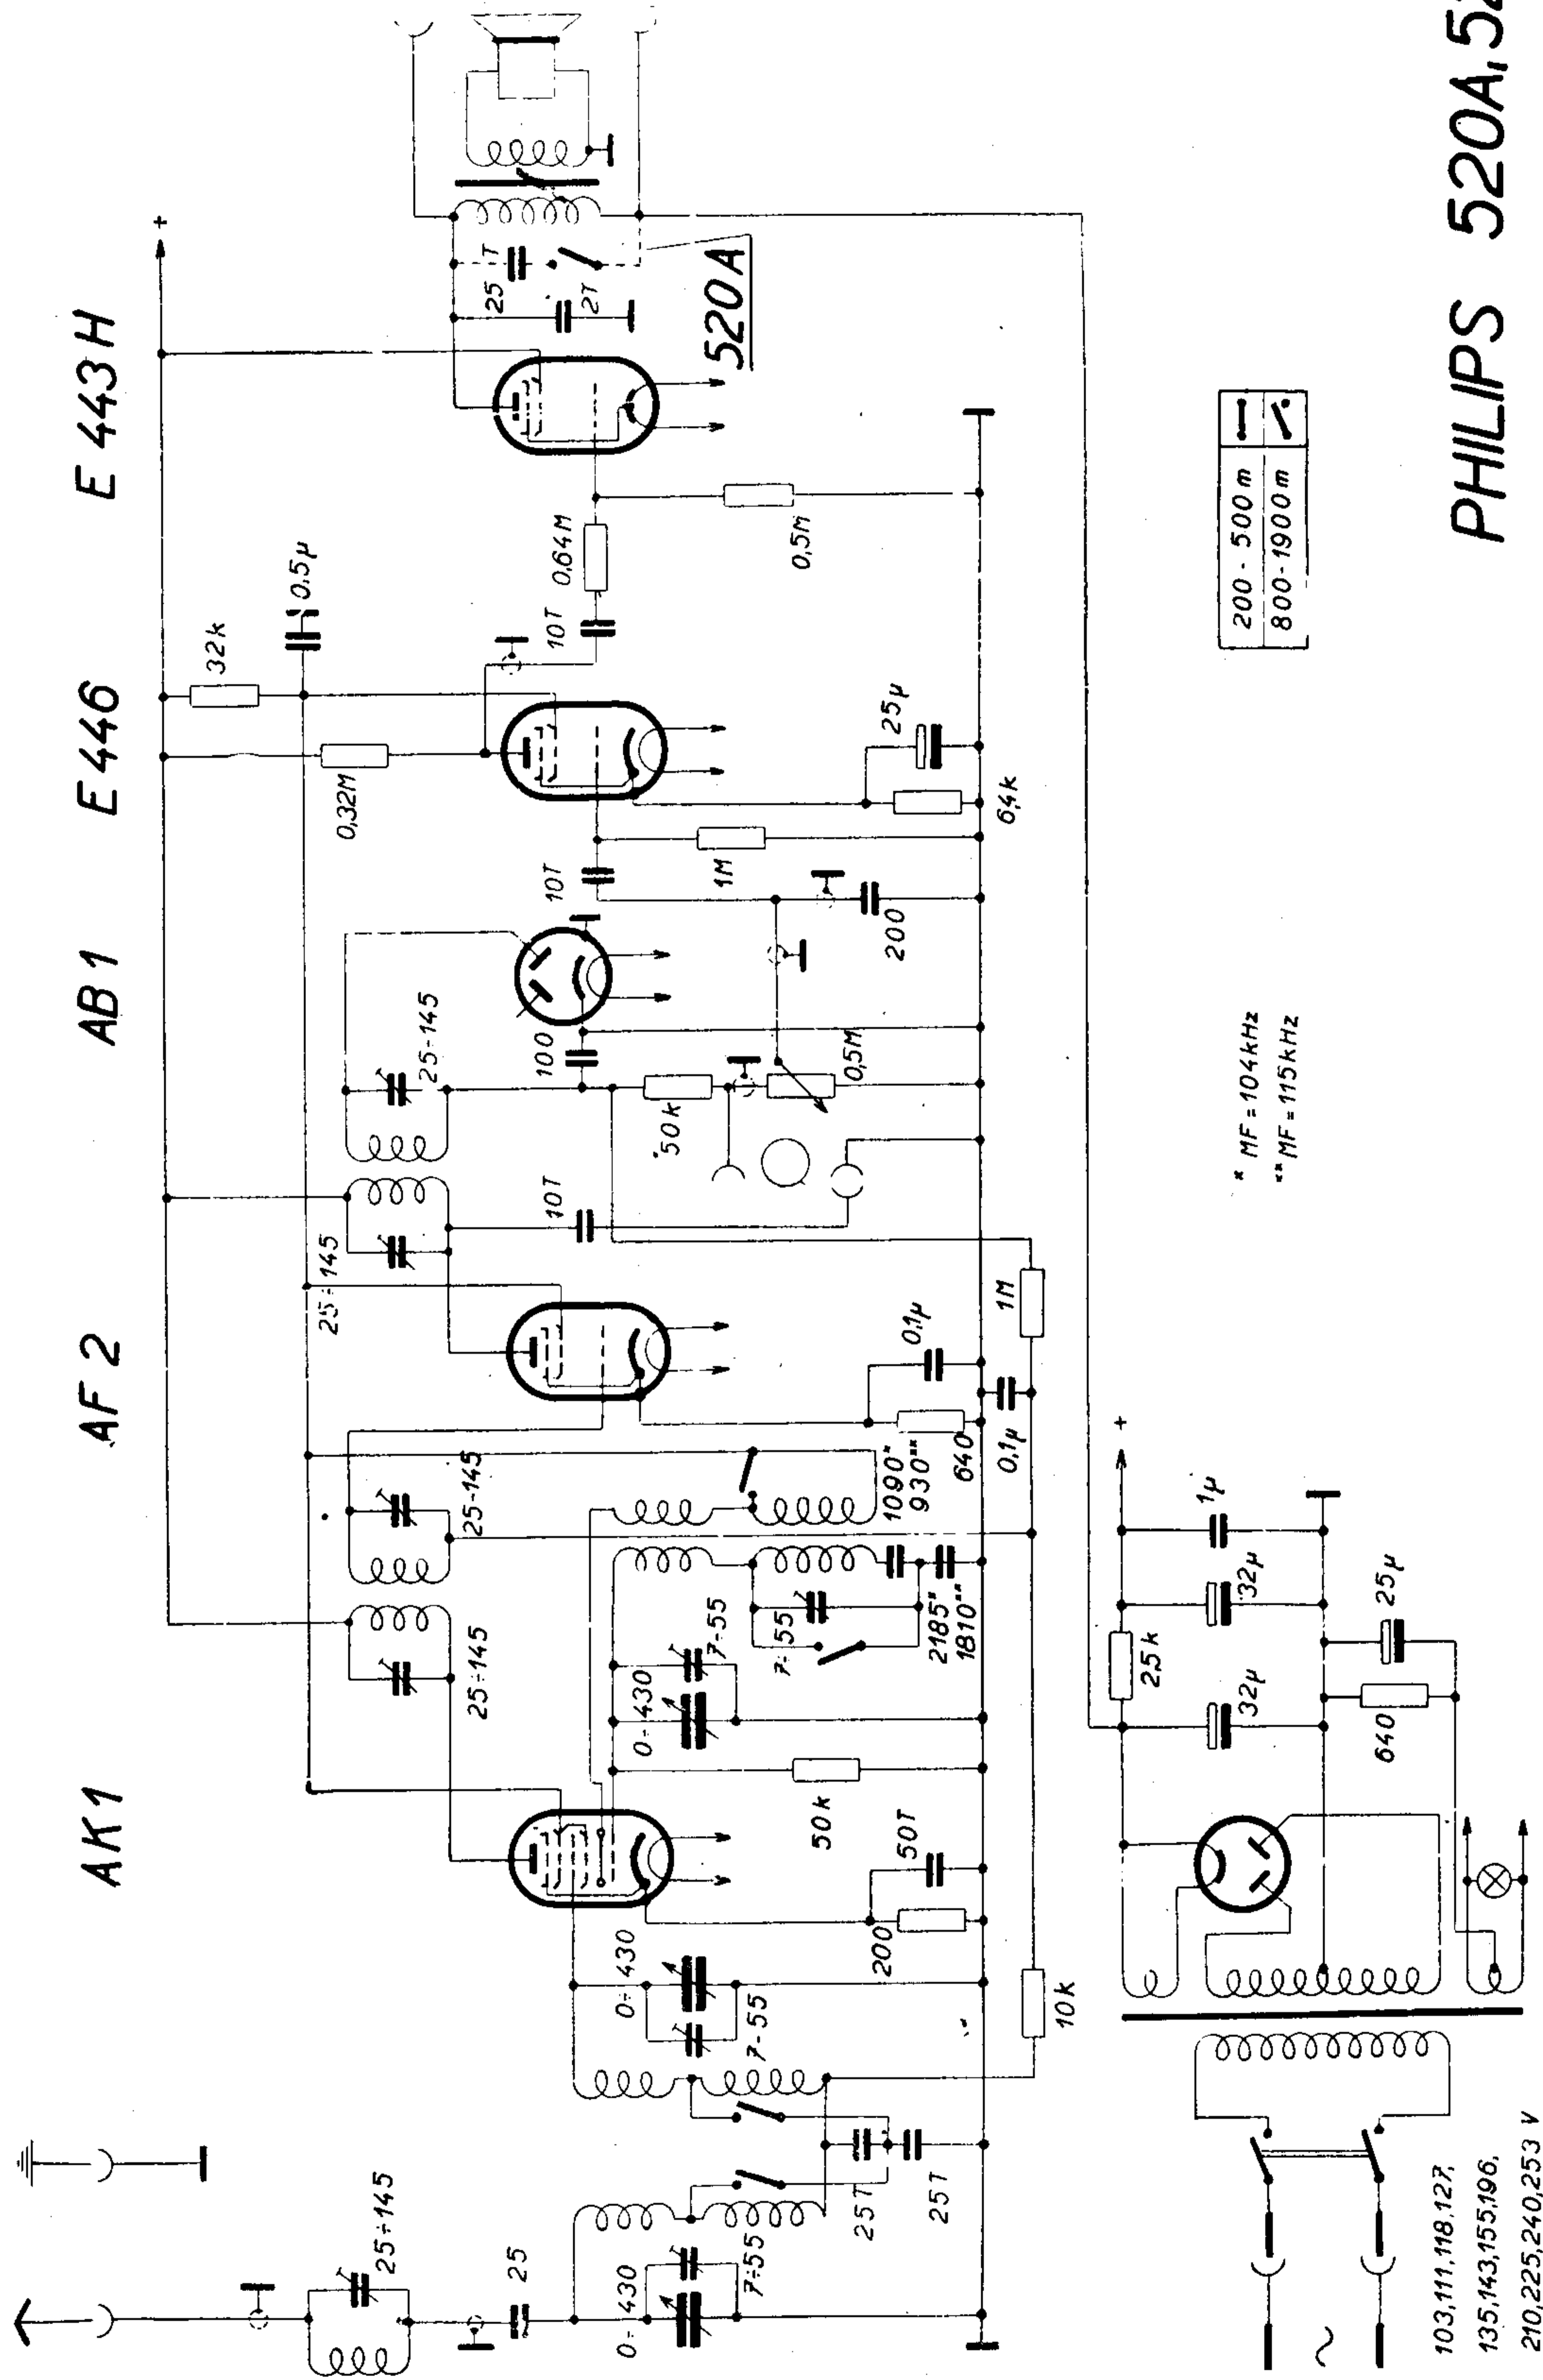 AK1
AF 2
AB 1
E 446
E 443 H
25÷145
25
0÷430
7÷55
25T
25T
0÷430
7-55
200
50T
10k
50k
25÷145
0÷430
7-55
7-55
2185*
1810**
25-145
1090*
930**
640
0,1µ
0,1µ
1M
25÷145
10T
25÷145
100
50k
0,5M
10T
200
1M
0,32M
32k
0,5µ
6,4k
25µ
10T
0,64M
0,5M
25T
2T
520A
103,111,118,127,
135,143,155,196,
210,225,240,253 V
~
32µ
2,5k
32µ
1µ
+
+
640
25µ
* MF = 104kHz
** MF = 115kHz
200 - 500 m
800-1900 m
PHILIPS 520A,